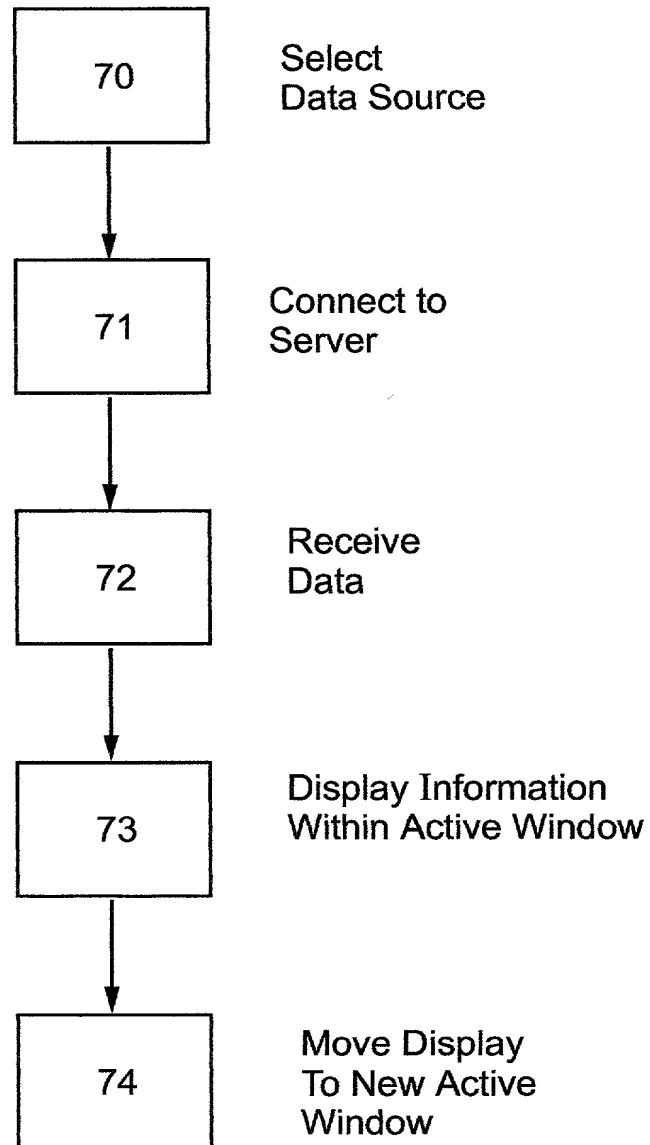 70
Select
Data Source
71
Connect to
Server
72
Receive
Data
73
Display Information
Within Active Window
74
Move Display
To New Active
Window